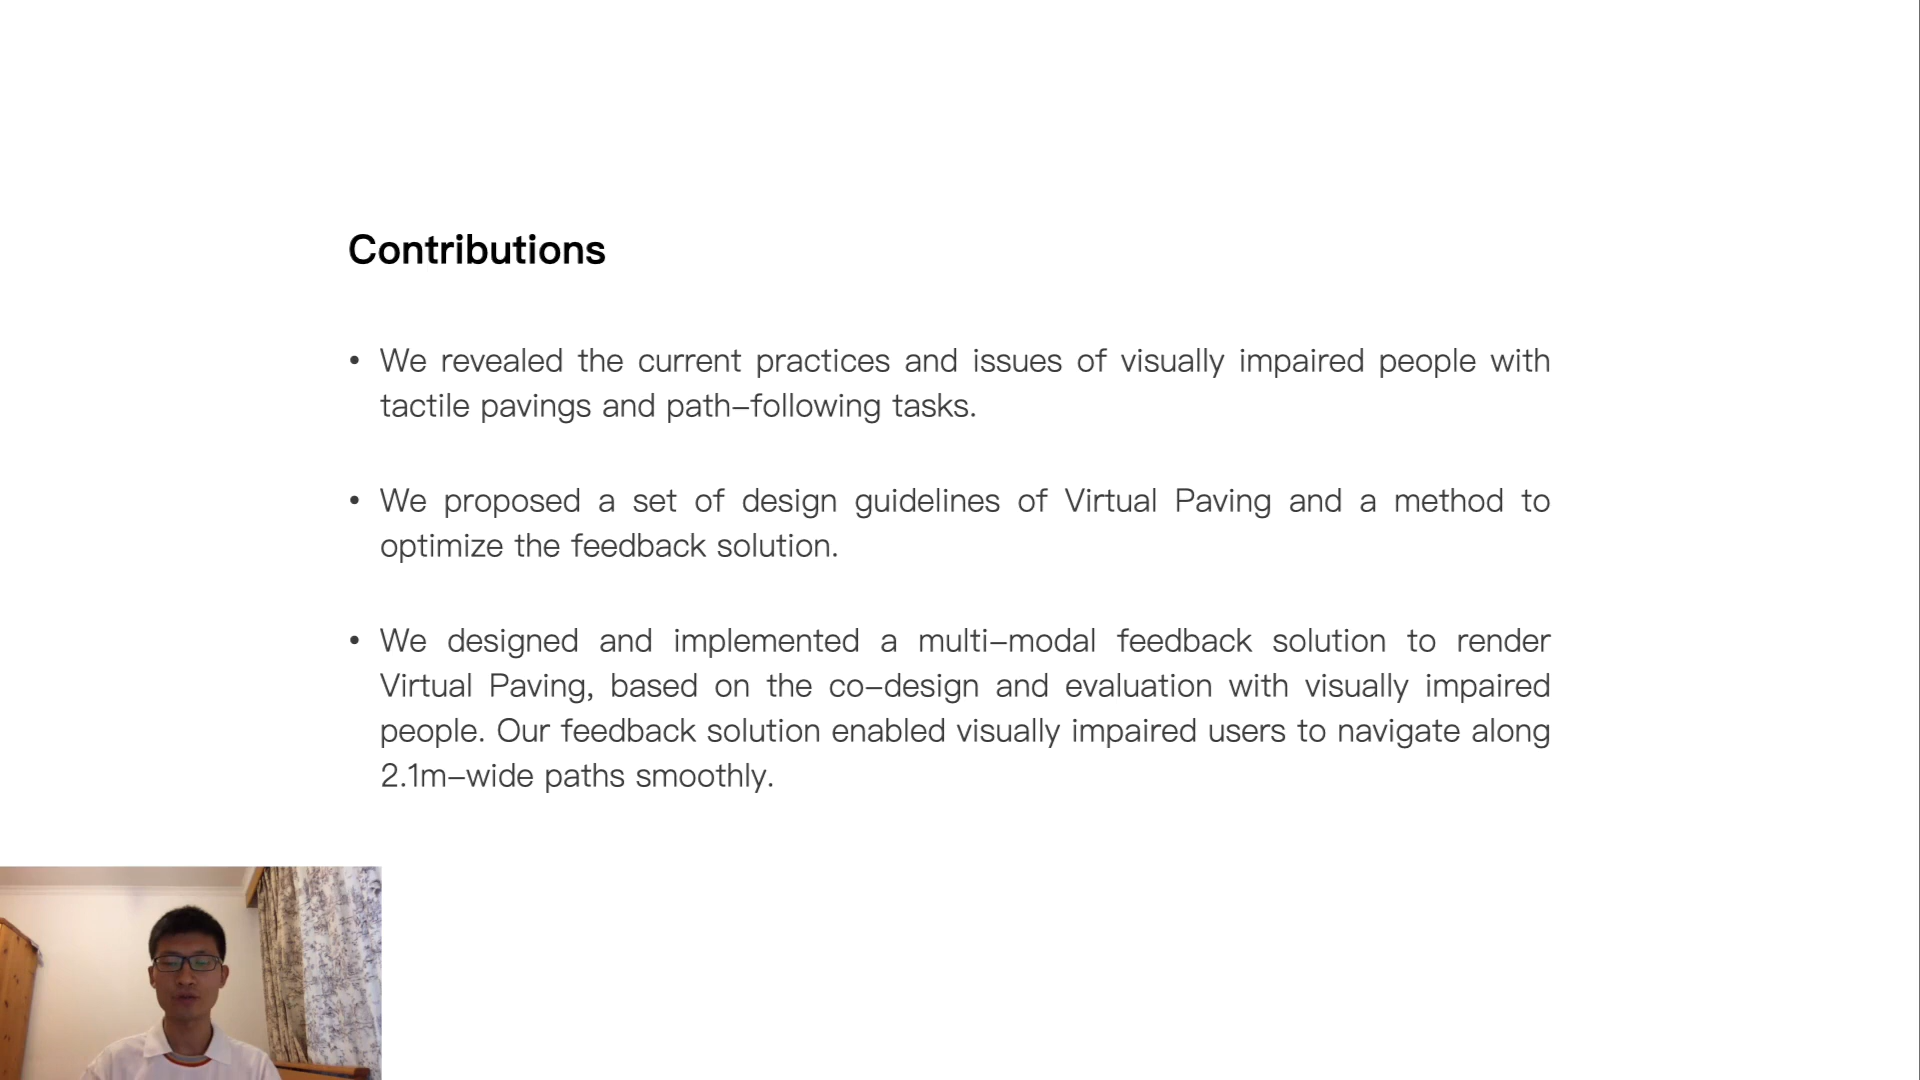 Contributions
• We revealed the current practices and issues of visually impaired people with
tactile pavings and path–following tasks.
• We proposed a set of design guidelines of Virtual Paving and a method to
optimize the feedback solution.
• We designed and implemented a multi–modal feedback solution to render
Virtual Paving, based on the co–design and evaluation with visually impaired
people. Our feedback solution enabled visually impaired users to navigate along
2.1m–wide paths smoothly.